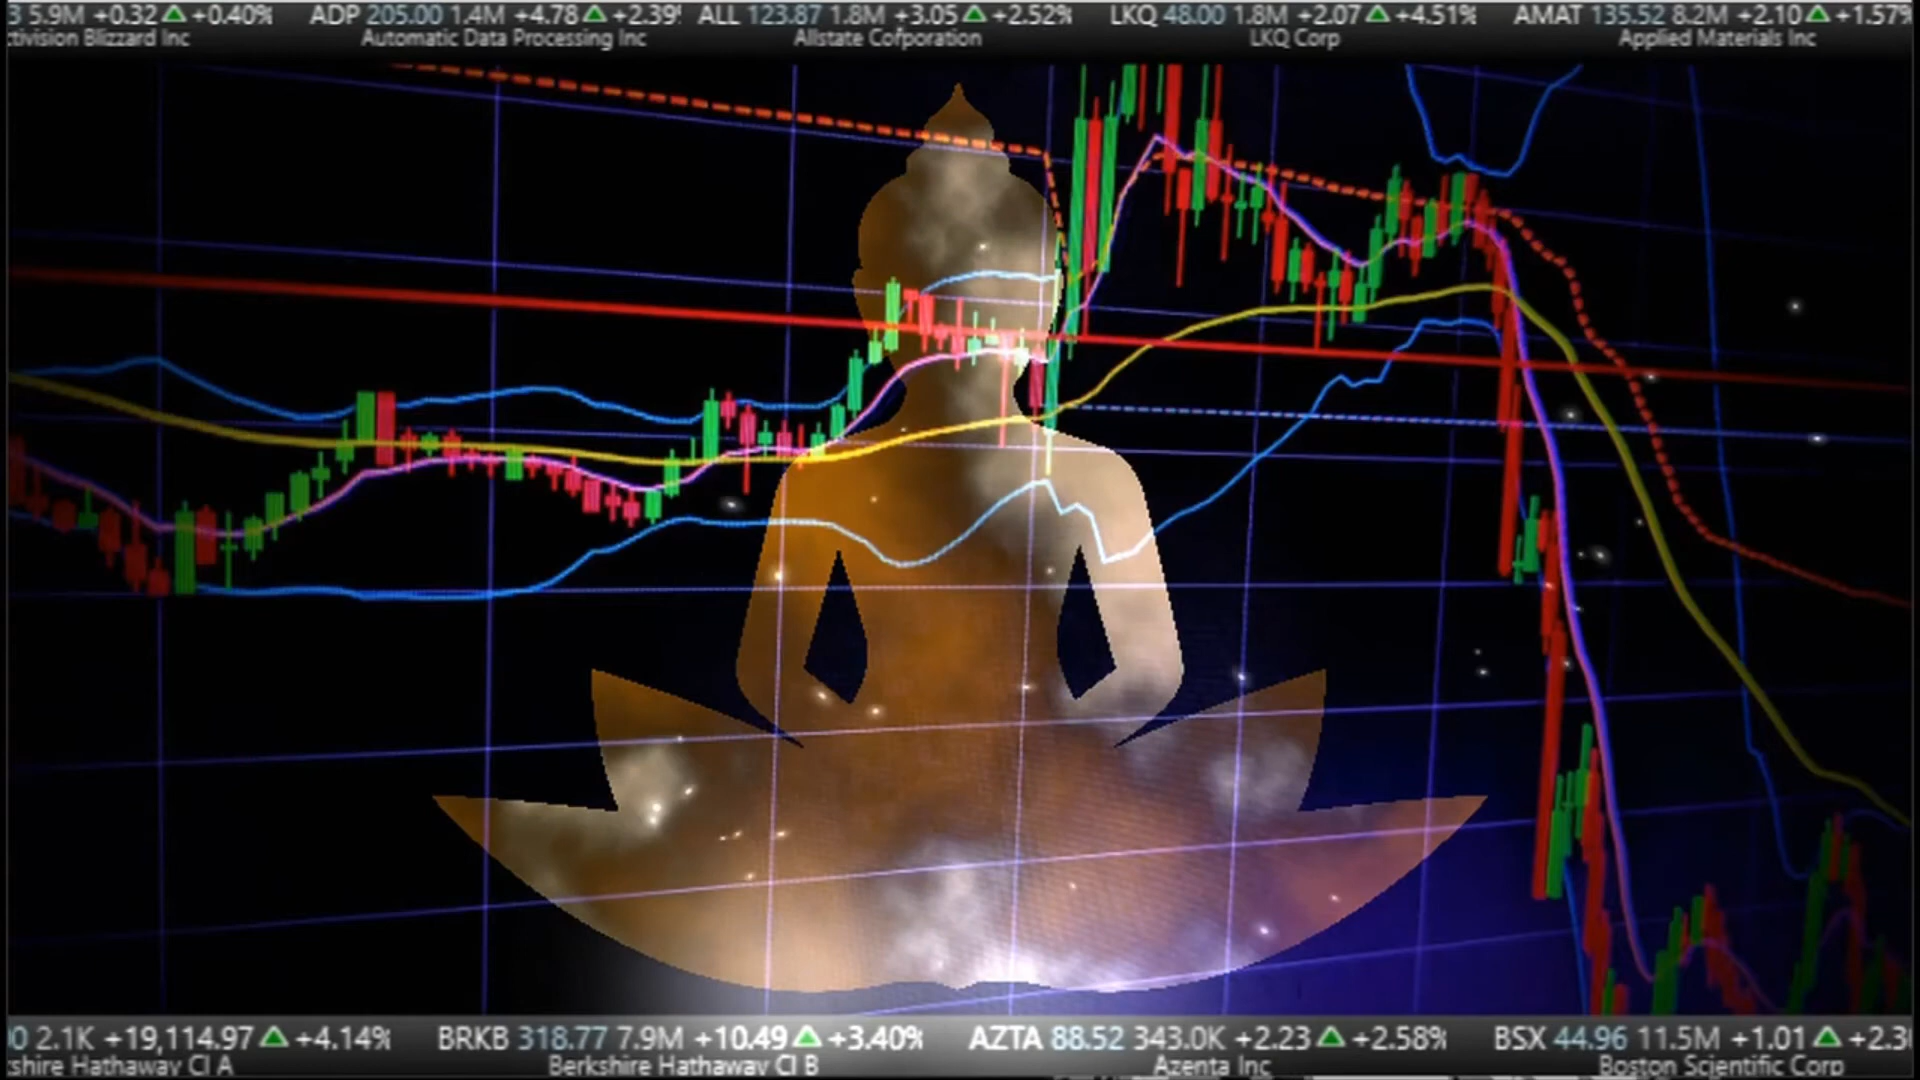 3 5.9M +0.32 +0.40% ADP 205.00 1.4M +4.78 +2.39% ALL 123.87 1.8M +3.05 +2.52% LKQ 48.00 1.8M +2.07 +4.51% AMAT 135.52 8.2M +2.10 +1.57%
tivision Blizzard Inc Automatic Data Processing Inc Allstate Corporation LKQ Corp Applied Materials Inc
00 2.1K +19,114.97 +4.14% BRKB 318.77 7.9M +10.49 +3.40% AZTA 88.52 343.0K +2.23 +2.58% BSX 44.96 11.5M +1.01 +2.3
shire Hathaway Cl A Berkshire Hathaway Cl B Azenta Inc Boston Scientific Corp